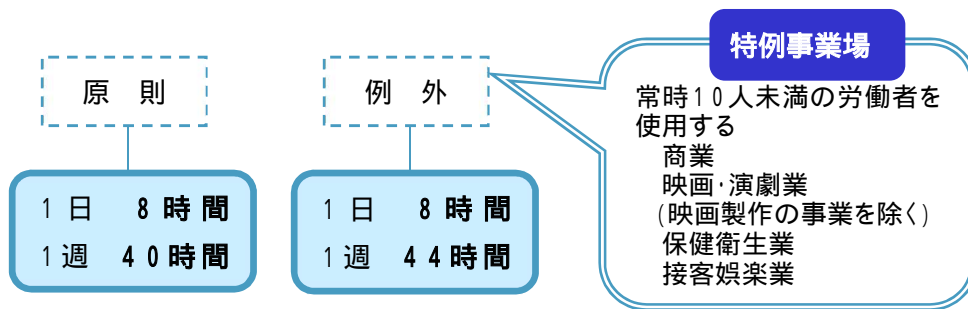 原 則
1日 8時間
1週 40時間
例 外
1日 8時間
1週 44時間
特例事業場
常時10人未満の労働者を
使用する
商業
映画・演劇業
(映画製作の事業を除く)
保健衛生業
接客娯楽業